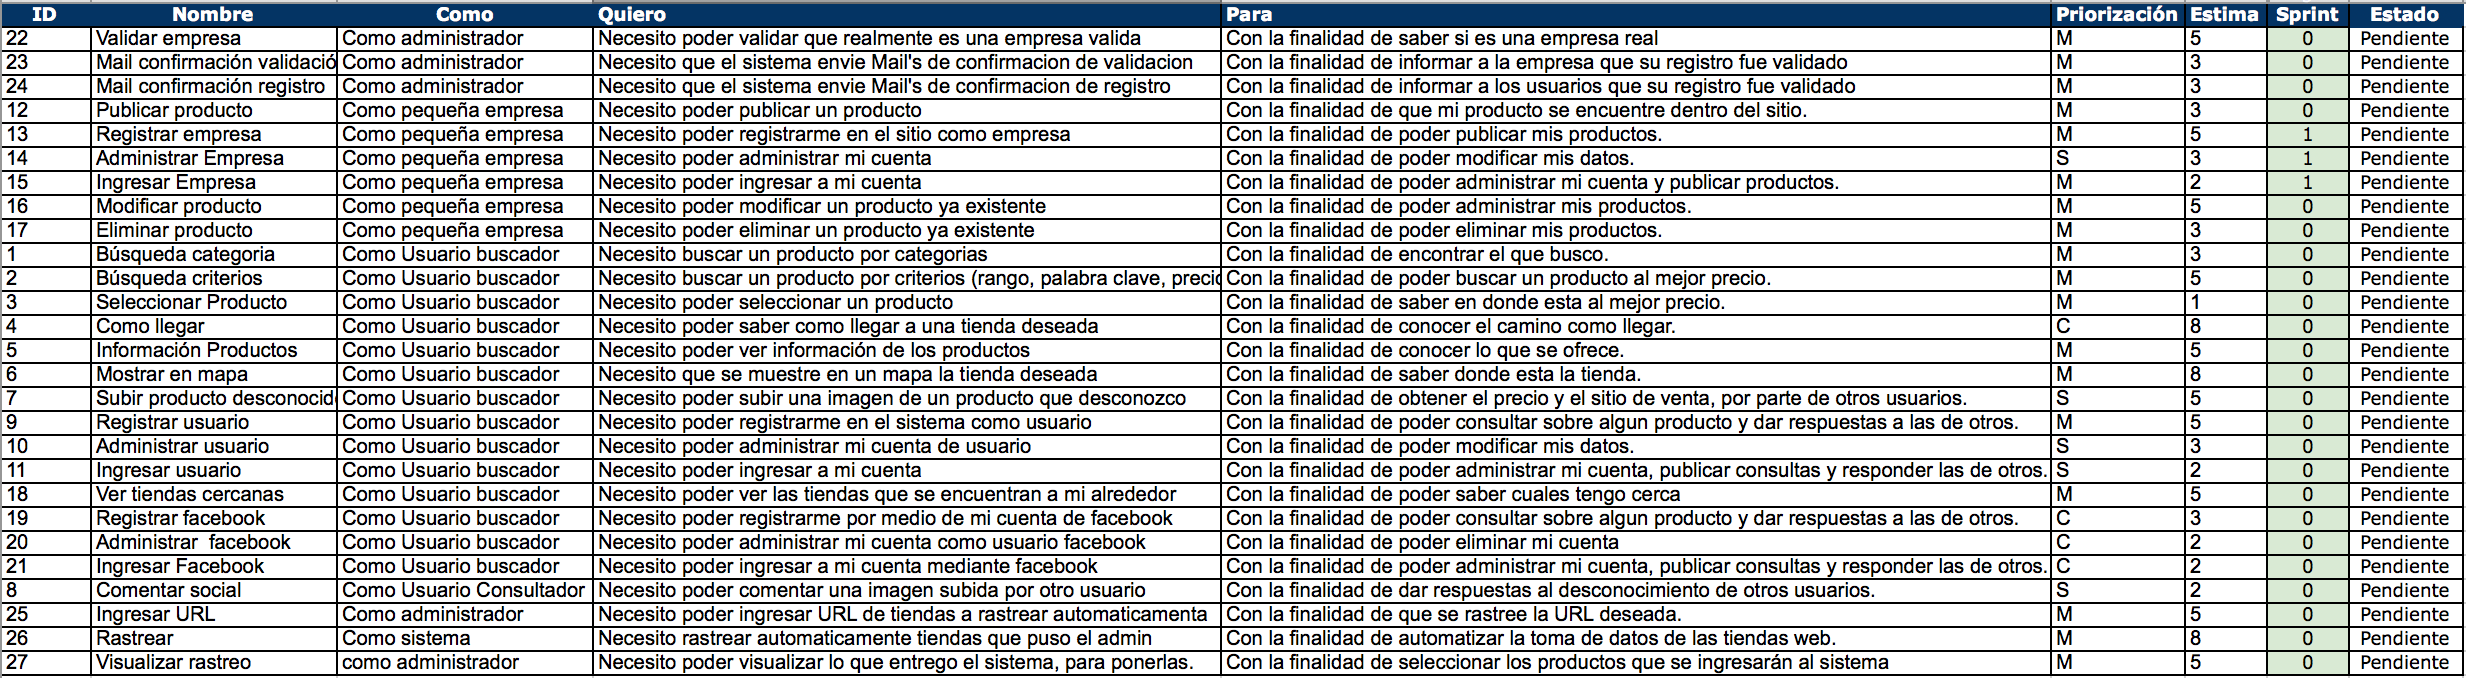 ID Nombre Como Quiero Para Priorización Estima Sprint Estado
22 Validar empresa Como administrador Necesito poder validar que realmente es una empresa valida Con la finalidad de saber si es una empresa real M 5 0 Pendiente
23 Mail confirmación validació Como administrador Necesito que el sistema envie Mail's de confirmacion de validacion Con la finalidad de informar a la empresa que su registro fue validado M 3 0 Pendiente
24 Mail confirmación registro Como administrador Necesito que el sistema envie Mail's de confirmacion de registro Con la finalidad de informar a los usuarios que su registro fue validado M 3 0 Pendiente
12 Publicar producto Como pequeña empresa Necesito poder publicar un producto Con la finalidad de que mi producto se encuentre dentro del sitio. M 3 0 Pendiente
13 Registrar empresa Como pequeña empresa Necesito poder registrarme en el sitio como empresa Con la finalidad de poder publicar mis productos. M 5 1 Pendiente
14 Administrar Empresa Como pequeña empresa Necesito poder administrar mi cuenta Con la finalidad de poder modificar mis datos. S 3 1 Pendiente
15 Ingresar Empresa Como pequeña empresa Necesito poder ingresar a mi cuenta Con la finalidad de poder administrar mi cuenta y publicar productos. M 2 1 Pendiente
16 Modificar producto Como pequeña empresa Necesito poder modificar un producto ya existente Con la finalidad de poder administrar mis productos. M 5 0 Pendiente
17 Eliminar producto Como pequeña empresa Necesito poder eliminar un producto ya existente Con la finalidad de poder eliminar mis productos. M 3 0 Pendiente
1 Búsqueda categoria Como Usuario buscador Necesito buscar un producto por categorias Con la finalidad de encontrar el que busco. M 3 0 Pendiente
2 Búsqueda criterios Como Usuario buscador Necesito buscar un producto por criterios (rango, palabra clave, precio Con la finalidad de poder buscar un producto al mejor precio. M 5 0 Pendiente
3 Seleccionar Producto Como Usuario buscador Necesito poder seleccionar un producto Con la finalidad de saber en donde esta al mejor precio. M 1 0 Pendiente
4 Como llegar Como Usuario buscador Necesito poder saber como llegar a una tienda deseada Con la finalidad de conocer el camino como llegar. C 8 0 Pendiente
5 Información Productos Como Usuario buscador Necesito poder ver información de los productos Con la finalidad de conocer lo que se ofrece. M 5 0 Pendiente
6 Mostrar en mapa Como Usuario buscador Necesito que se muestre en un mapa la tienda deseada Con la finalidad de saber donde esta la tienda. M 8 0 Pendiente
7 Subir producto desconocid Como Usuario buscador Necesito poder subir una imagen de un producto que desconozco Con la finalidad de obtener el precio y el sitio de venta, por parte de otros usuarios. S 5 0 Pendiente
9 Registrar usuario Como Usuario buscador Necesito poder registrarme en el sistema como usuario Con la finalidad de poder consultar sobre algun producto y dar respuestas a las de otros. M 5 0 Pendiente
10 Administrar usuario Como Usuario buscador Necesito poder administrar mi cuenta de usuario Con la finalidad de poder modificar mis datos. S 3 0 Pendiente
11 Ingresar usuario Como Usuario buscador Necesito poder ingresar a mi cuenta Con la finalidad de poder administrar mi cuenta, publicar consultas y responder las de otros. S 2 0 Pendiente
18 Ver tiendas cercanas Como Usuario buscador Necesito poder ver las tiendas que se encuentran a mi alrededor Con la finalidad de poder saber cuales tengo cerca M 5 0 Pendiente
19 Registrar facebook Como Usuario buscador Necesito poder registrarme por medio de mi cuenta de facebook Con la finalidad de poder consultar sobre algun producto y dar respuestas a las de otros. C 3 0 Pendiente
20 Administrar facebook Como Usuario buscador Necesito poder administrar mi cuenta como usuario facebook Con la finalidad de poder eliminar mi cuenta C 2 0 Pendiente
21 Ingresar Facebook Como Usuario buscador Necesito poder ingresar a mi cuenta mediante facebook Con la finalidad de poder administrar mi cuenta, publicar consultas y responder las de otros. C 2 0 Pendiente
8 Comentar social Como Usuario Consultador Necesito poder comentar una imagen subida por otro usuario Con la finalidad de dar respuestas al desconocimiento de otros usuarios. S 2 0 Pendiente
25 Ingresar URL Como administrador Necesito poder ingresar URL de tiendas a rastrear automaticamenta Con la finalidad de que se rastree la URL deseada. M 5 0 Pendiente
26 Rastrear Como sistema Necesito rastrear automaticamente tiendas que puso el admin Con la finalidad de automatizar la toma de datos de las tiendas web. M 8 0 Pendiente
27 Visualizar rastreo como administrador Necesito poder visualizar lo que entrego el sistema, para ponerlas. Con la finalidad de seleccionar los productos que se ingresarán al sistema M 5 0 Pendiente